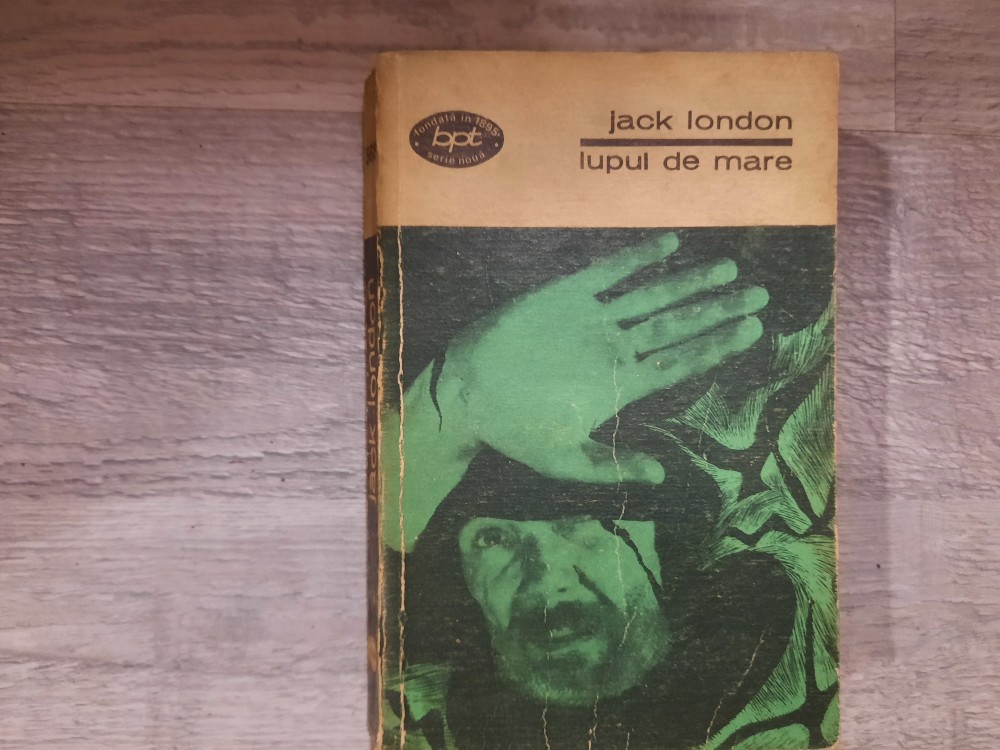 jack london
lupul de mare
fondată în 1895
bpt
serie nouă
jack london